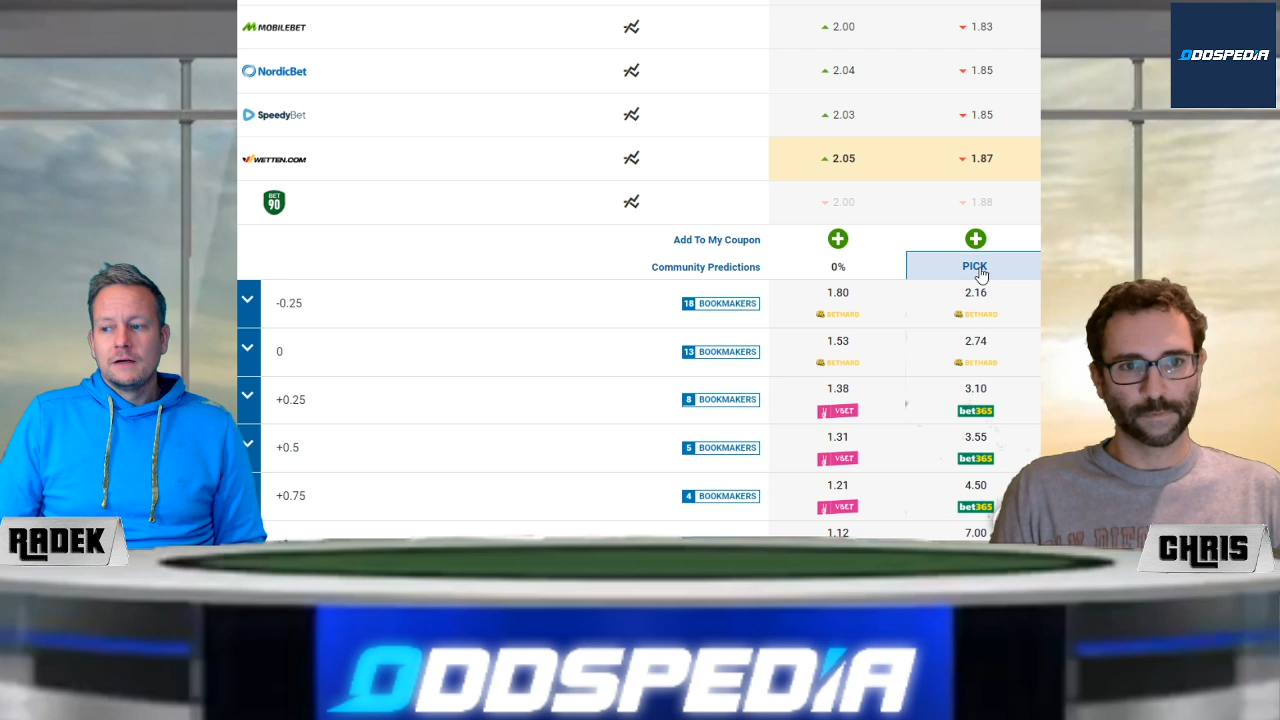 MOBILEBET 2.00 1.83
ODDSPEDIA
NordicBet 2.04 1.85
SpeedyBet 2.03 1.85
WETTEN.COM 2.05 1.87
BET 90 2.00 1.88
Add To My Coupon
Community Predictions 0% PICK
-0.25 18 BOOKMAKERS 1.80 2.16
BETHARD BETHARD
0 13 BOOKMAKERS 1.53 2.74
BETHARD BETHARD
+0.25 8 BOOKMAKERS 1.38 3.10
VBET bet365
+0.5 5 BOOKMAKERS 1.31 3.55
VBET bet365
+0.75 4 BOOKMAKERS 1.21 4.50
VBET bet365
1.12 7.00
RADEK
CHRIS
ODDSPEDIA